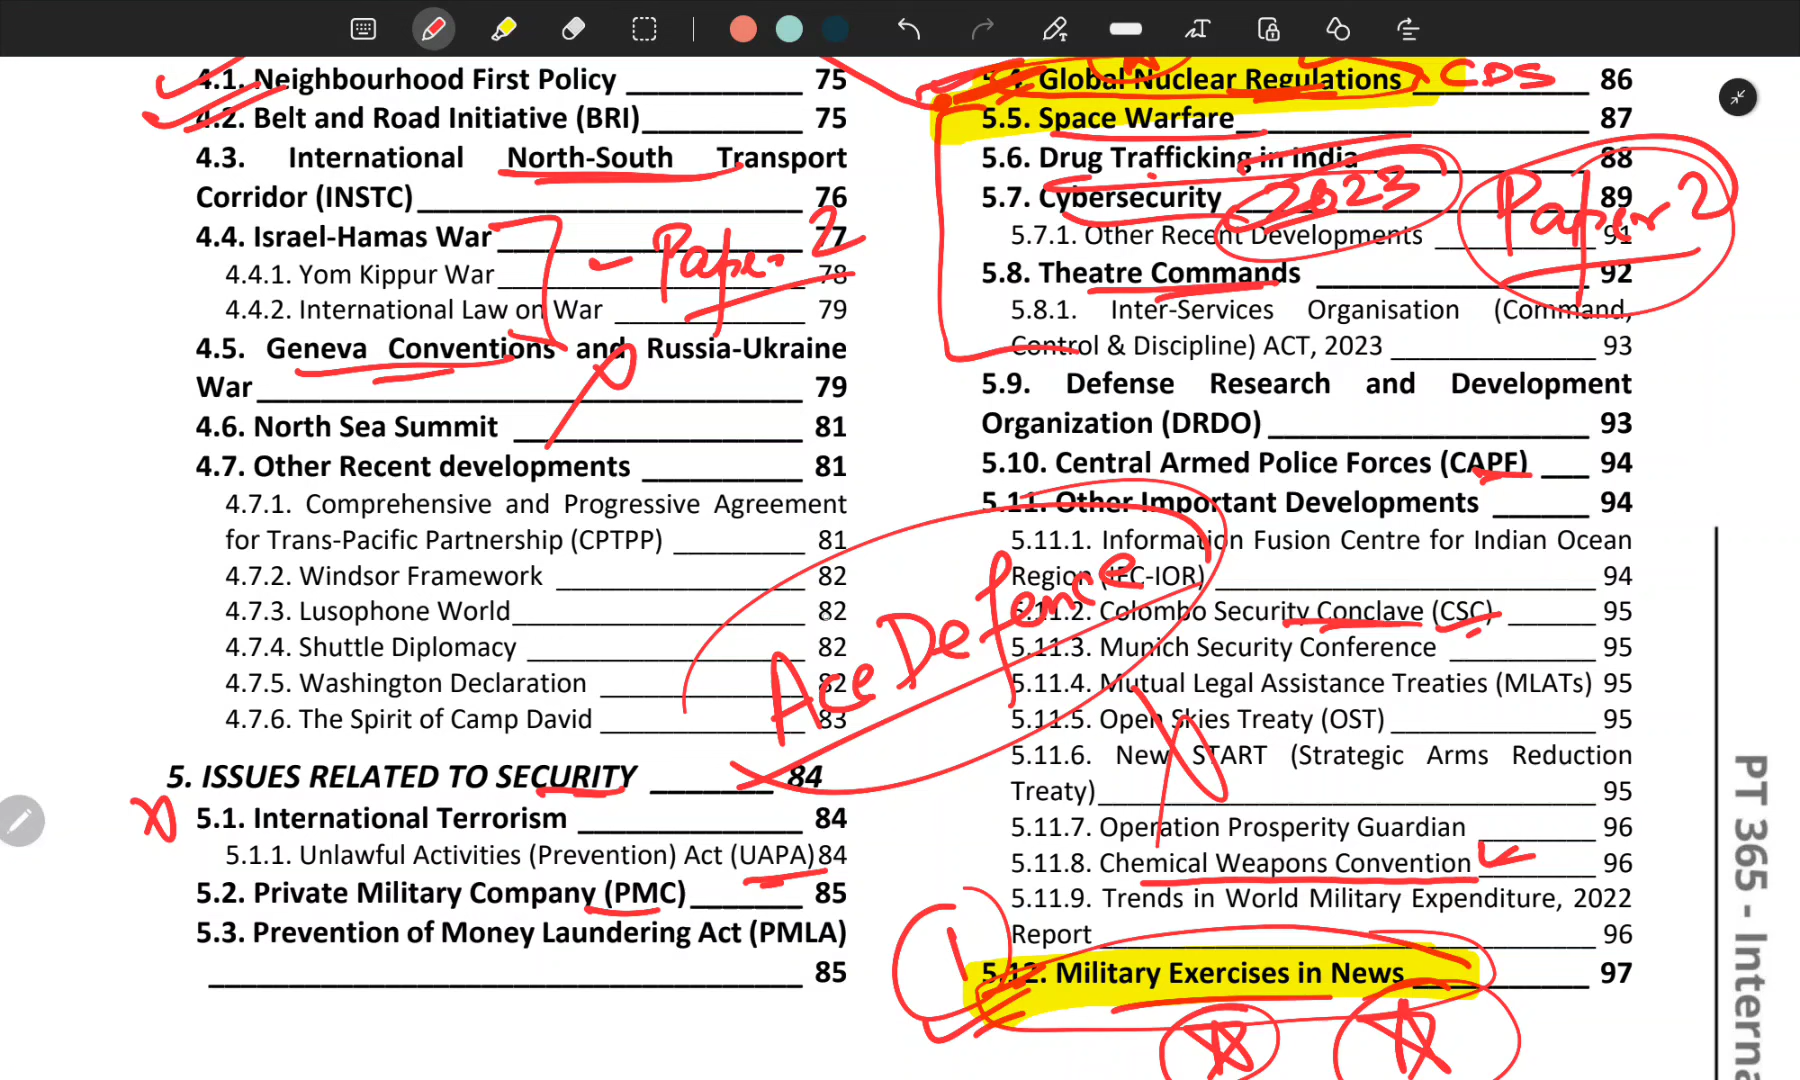 4.1. Neighbourhood First Policy 75
4.2. Belt and Road Initiative (BRI) 75
4.3. International North-South Transport
Corridor (INSTC) 76
4.4. Israel-Hamas War 77
4.4.1. Yom Kippur War 78
4.4.2. International Law on War 79
Paper 2
4.5. Geneva Conventions and Russia-Ukraine
War 79
4.6. North Sea Summit 81
4.7. Other Recent developments 81
4.7.1. Comprehensive and Progressive Agreement
for Trans-Pacific Partnership (CPTPP) 81
4.7.2. Windsor Framework 82
4.7.3. Lusophone World 82
4.7.4. Shuttle Diplomacy 82
4.7.5. Washington Declaration 82
4.7.6. The Spirit of Camp David 83
Ace Defence
5. ISSUES RELATED TO SECURITY 84
5.1. International Terrorism 84
5.1.1. Unlawful Activities (Prevention) Act (UAPA) 84
5.2. Private Military Company (PMC) 85
5.3. Prevention of Money Laundering Act (PMLA)
85
5.4. Global Nuclear Regulations 86
CDS
5.5. Space Warfare 87
5.6. Drug Trafficking in India 88
5.7. Cybersecurity 89
2023
Paper 2
5.7.1. Other Recent Developments 91
5.8. Theatre Commands 92
5.8.1. Inter-Services Organisation (Command,
Control & Discipline) ACT, 2023 93
5.9. Defense Research and Development
Organization (DRDO) 93
5.10. Central Armed Police Forces (CAPF) 94
5.11. Other Important Developments 94
5.11.1. Information Fusion Centre for Indian Ocean
Region (IFC-IOR) 94
5.11.2. Colombo Security Conclave (CSC) 95
5.11.3. Munich Security Conference 95
5.11.4. Mutual Legal Assistance Treaties (MLATs) 95
5.11.5. Open Skies Treaty (OST) 95
5.11.6. New START (Strategic Arms Reduction
Treaty) 95
5.11.7. Operation Prosperity Guardian 96
5.11.8. Chemical Weapons Convention 96
5.11.9. Trends in World Military Expenditure, 2022
Report 96
1
5.12. Military Exercises in News 97
PT 365 - Interna